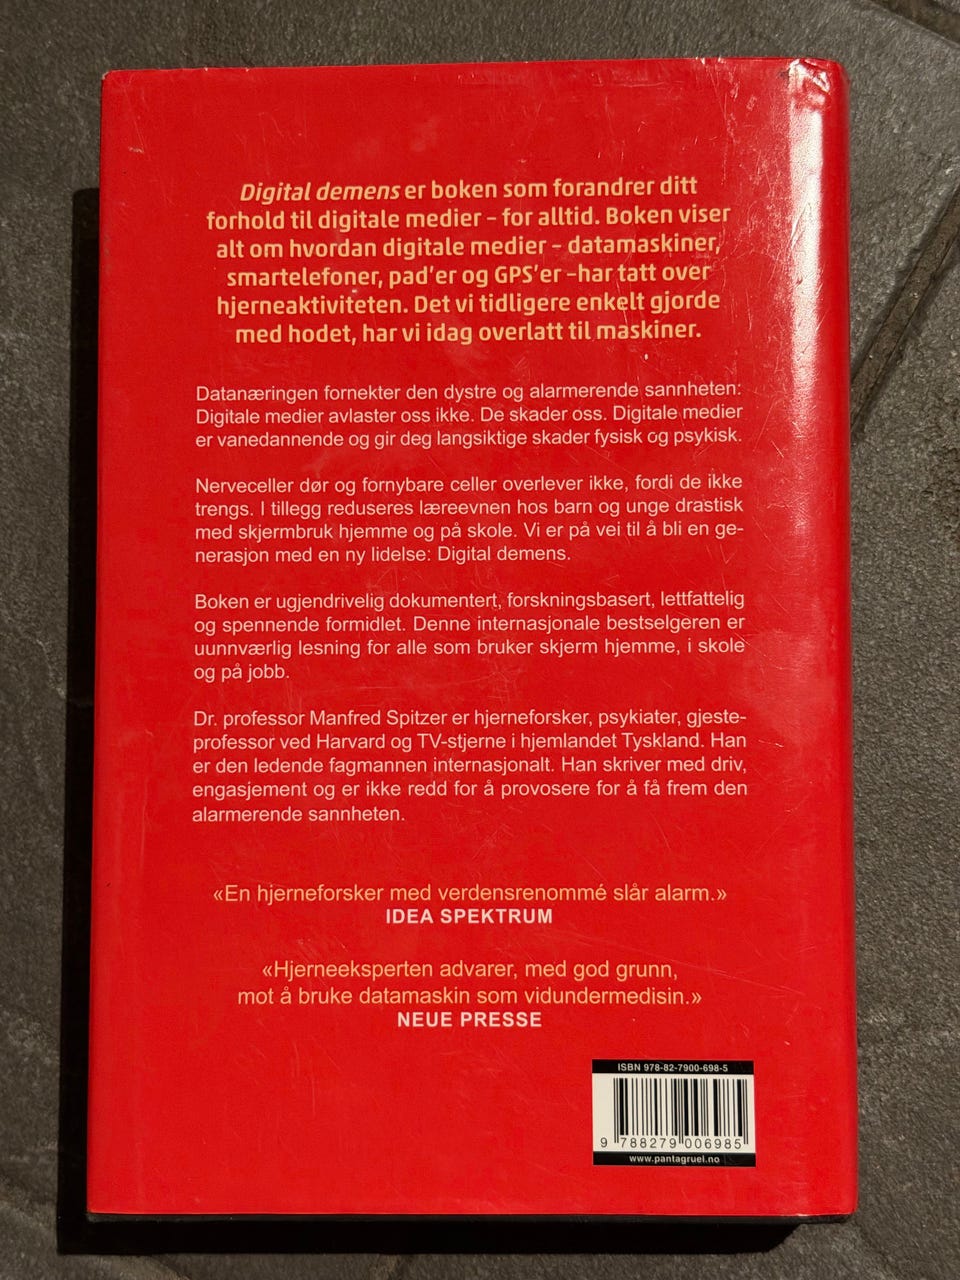 Digital demens er boken som forandrer ditt
forhold til digitale medier – for alltid. Boken viser
alt om hvordan digitale medier – datamaskiner,
smartelefoner, pad'er og GPS'er –har tatt over
hjerneaktiviteten. Det vi tidligere enkelt gjorde
med hodet, har vi idag overlatt til maskiner.
Datanæringen fornekter den dystre og alarmerende sannheten:
Digitale medier avlaster oss ikke. De skader oss. Digitale medier
er vanedannende og gir deg langsiktige skader fysisk og psykisk.
Nerveceller dør og fornybare celler overlever ikke, fordi de ikke
trengs. I tillegg reduseres læreevnen hos barn og unge drastisk
med skjermbruk hjemme og på skole. Vi er på vei til å bli en ge-
nerasjon med en ny lidelse: Digital demens.
Boken er ugjendrivelig dokumentert, forskningsbasert, lettfattelig
og spennende formidlet. Denne internasjonale bestselgeren er
uunnværlig lesning for alle som bruker skjerm hjemme, i skole
og på jobb.
Dr. professor Manfred Spitzer er hjerneforsker, psykiater, gjeste-
professor ved Harvard og TV-stjerne i hjemlandet Tyskland. Han
er den ledende fagmannen internasjonalt. Han skriver med driv,
engasjement og er ikke redd for å provosere for å få frem den
alarmerende sannheten.
«En hjerneforsker med verdensrenommé slår alarm.»
IDEA SPEKTRUM
«Hjerneeksperten advarer, med god grunn,
mot å bruke datamaskin som vidundermedisin.»
NEUE PRESSE
ISBN 978-82-7900-698-5
9 788279 006985
www.pantagruel.no